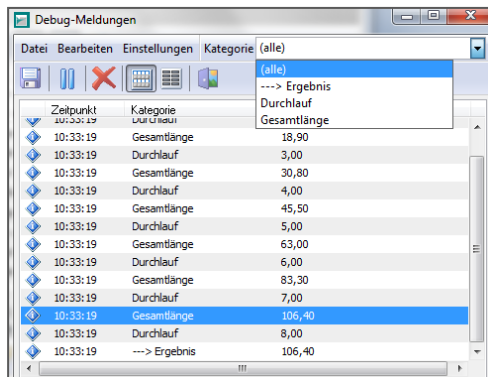 Debug-Meldungen
Datei Bearbeiten Einstellungen Kategorie (alle)
(alle)
---> Ergebnis
Durchlauf
Gesamtlänge
Zeitpunkt Kategorie
10:33:19 Durchlauf
10:33:19 Gesamtlänge 18,90
10:33:19 Durchlauf 3,00
10:33:19 Gesamtlänge 30,80
10:33:19 Durchlauf 4,00
10:33:19 Gesamtlänge 45,50
10:33:19 Durchlauf 5,00
10:33:19 Gesamtlänge 63,00
10:33:19 Durchlauf 6,00
10:33:19 Gesamtlänge 83,30
10:33:19 Durchlauf 7,00
10:33:19 Gesamtlänge 106,40
10:33:19 Durchlauf 8,00
10:33:19 ---> Ergebnis 106,40